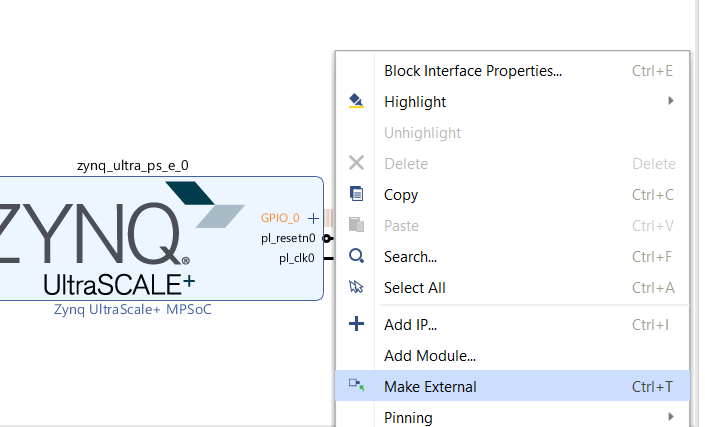 Block Interface Properties... Ctrl+E
Highlight
Unhighlight
Delete Delete
Copy Ctrl+C
Paste Ctrl+V
Search... Ctrl+F
Select All Ctrl+A
Add IP... Ctrl+I
Add Module...
Make External Ctrl+T
Pinning
zynq_ultra_ps_e_0
ZYNQ®
UltraSCALE+
GPIO_0
pl_resetn0
pl_clk0
Zynq UltraScale+ MPSoC